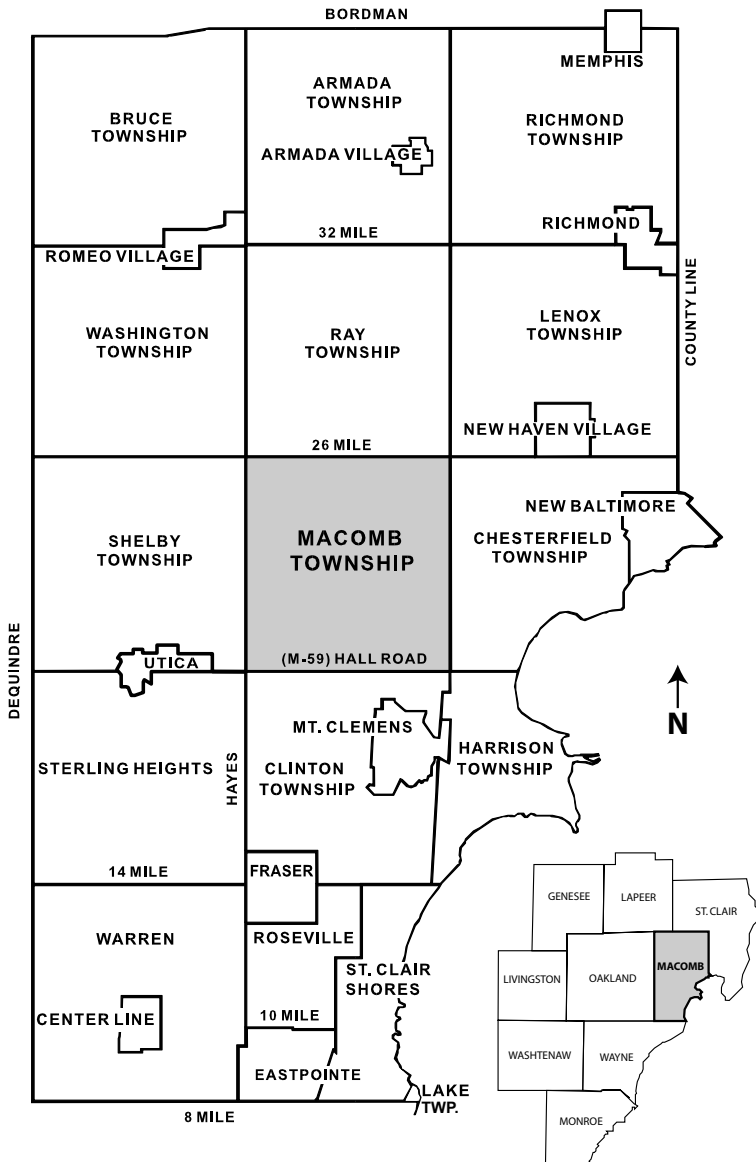 BORDMAN
MEMPHIS
ARMADA
TOWNSHIP
BRUCE
TOWNSHIP
RICHMOND
TOWNSHIP
ARMADA VILLAGE
RICHMOND
32 MILE
ROMEO VILLAGE
COUNTY LINE
WASHINGTON
TOWNSHIP
RAY
TOWNSHIP
LENOX
TOWNSHIP
NEW HAVEN VILLAGE
26 MILE
NEW BALTIMORE
SHELBY
TOWNSHIP
MACOMB
TOWNSHIP
CHESTERFIELD
TOWNSHIP
DEQUINDRE
UTICA
(M-59) HALL ROAD
N
MT. CLEMENS
STERLING HEIGHTS
HAYES
CLINTON
TOWNSHIP
HARRISON
TOWNSHIP
14 MILE
FRASER
WARREN
ROSEVILLE
ST. CLAIR
SHORES
CENTER LINE
10 MILE
EASTPOINTE
LAKE
TWP.
8 MILE
GENESEE
LAPEER
ST. CLAIR
LIVINGSTON
OAKLAND
MACOMB
WASHTENAW
WAYNE
MONROE